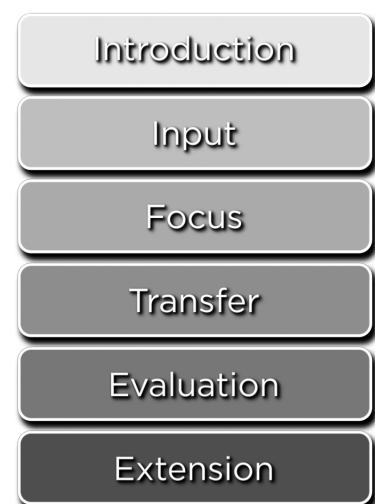 Introduction
Input
Focus
Transfer
Evaluation
Extension